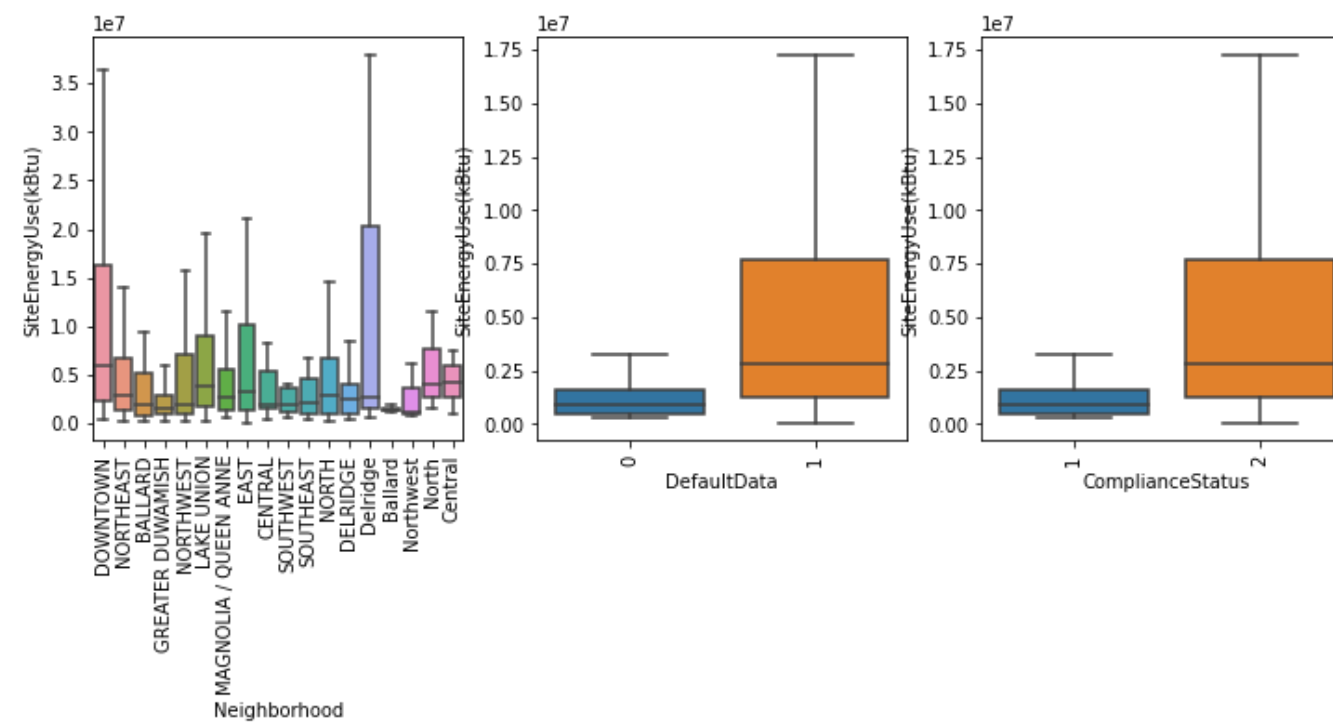 1e7
3.5
3.0
2.5
2.0
1.5
1.0
0.5
0.0
SiteEnergyUse(kBtu)
DOWNTOWN
NORTHEAST
BALLARD
GREATER DUWAMISH
NORTHWEST
LAKE UNION
MAGNOLIA / QUEEN ANNE
EAST
CENTRAL
SOUTHWEST
SOUTHEAST
NORTH
DELRIDGE
Delridge
Ballard
Northwest
North
Central
Neighborhood
1e7
1.75
1.50
1.25
1.00
0.75
0.50
0.25
0.00
SiteEnergyUse(kBtu)
0
1
DefaultData
1e7
1.75
1.50
1.25
1.00
0.75
0.50
0.25
0.00
SiteEnergyUse(kBtu)
1
2
ComplianceStatus